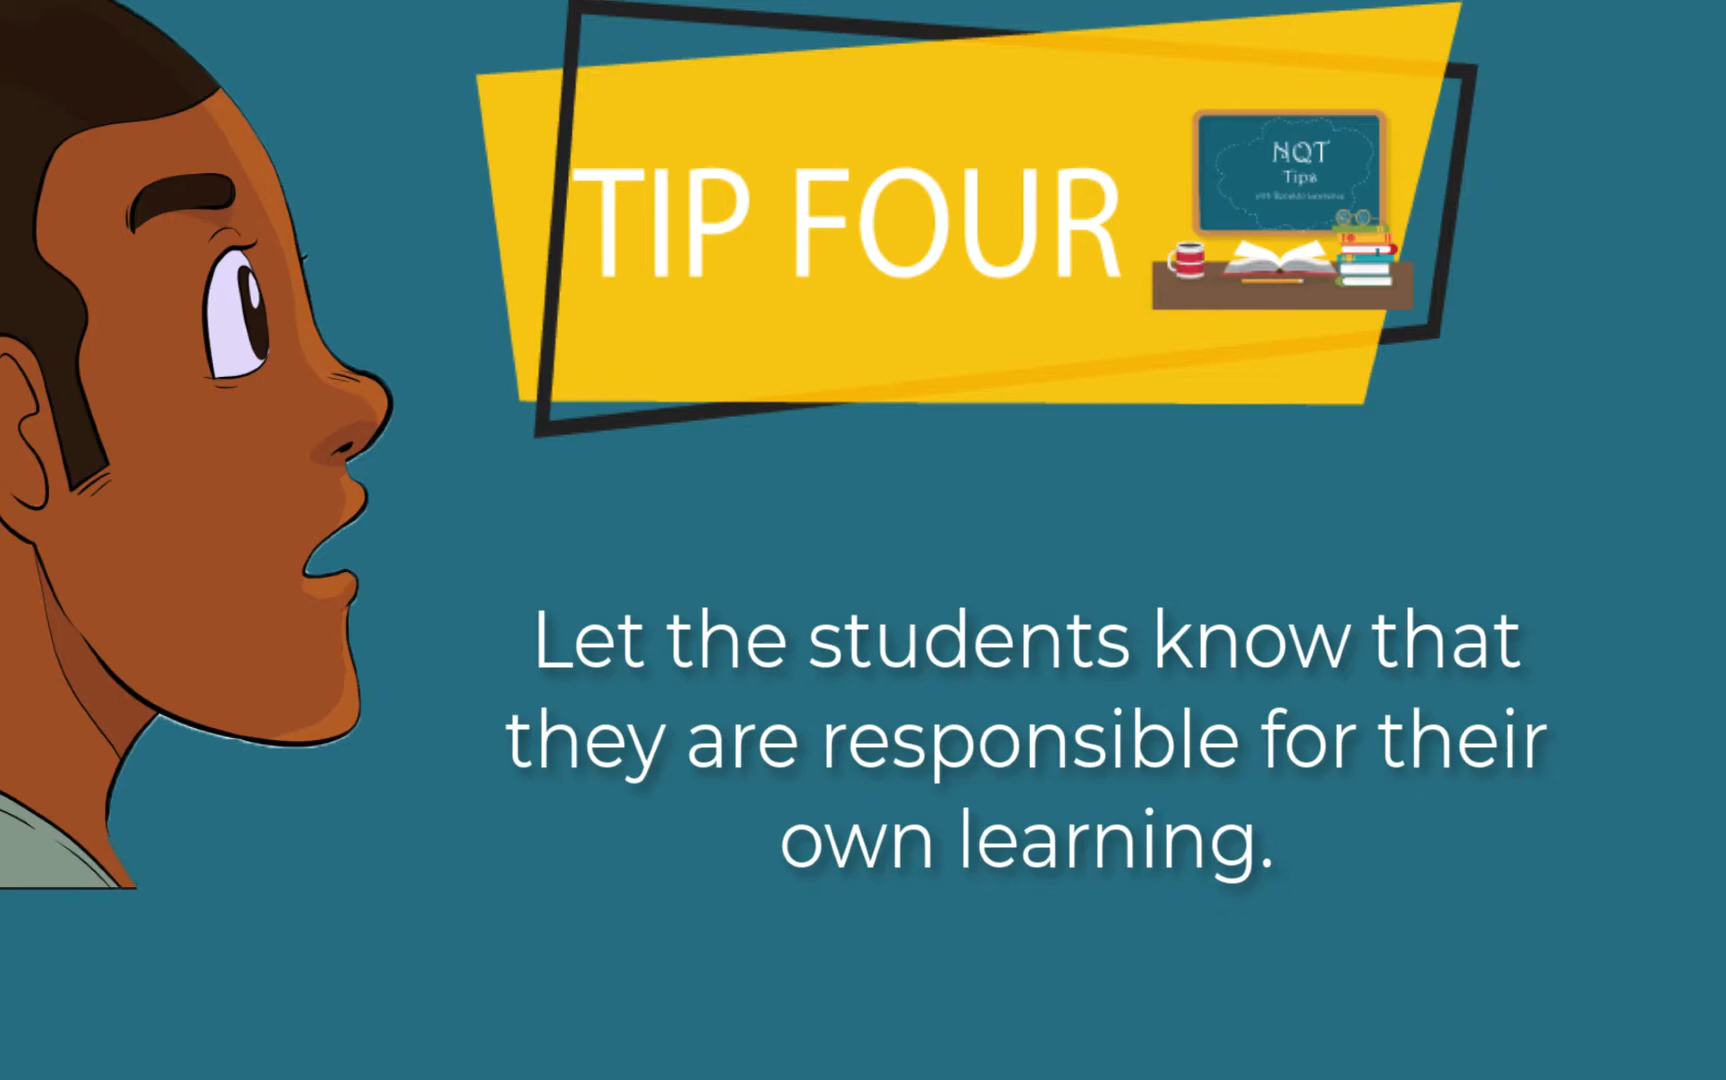 TIP FOUR
NQT
Tips
Let the students know that
they are responsible for their
own learning.